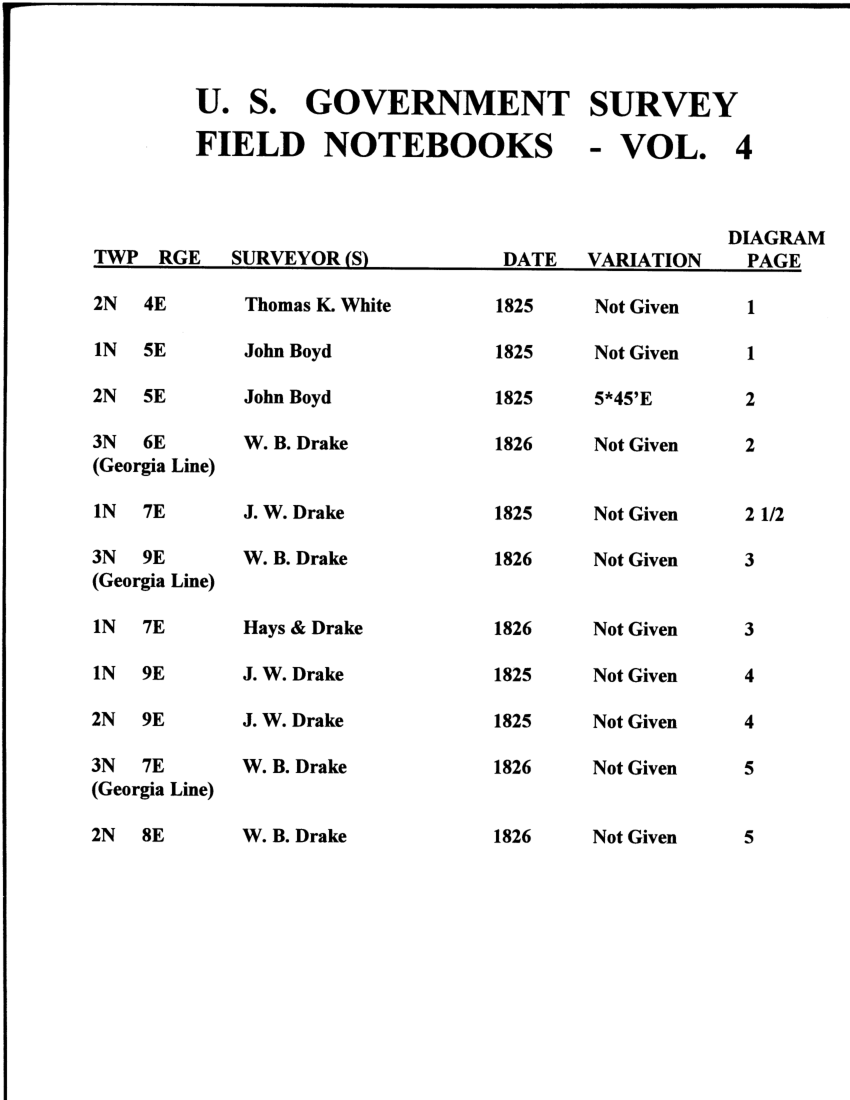 U. S. GOVERNMENT SURVEY
FIELD NOTEBOOKS - VOL. 4
DIAGRAM
TWP RGE SURVEYOR (S) DATE VARIATION PAGE
2N 4E Thomas K. White 1825 Not Given 1
1N 5E John Boyd 1825 Not Given 1
2N 5E John Boyd 1825 5*45'E 2
3N 6E W. B. Drake 1826 Not Given 2
(Georgia Line)
1N 7E J. W. Drake 1825 Not Given 2 1/2
3N 9E W. B. Drake 1826 Not Given 3
(Georgia Line)
1N 7E Hays & Drake 1826 Not Given 3
1N 9E J. W. Drake 1825 Not Given 4
2N 9E J. W. Drake 1825 Not Given 4
3N 7E W. B. Drake 1826 Not Given 5
(Georgia Line)
2N 8E W. B. Drake 1826 Not Given 5